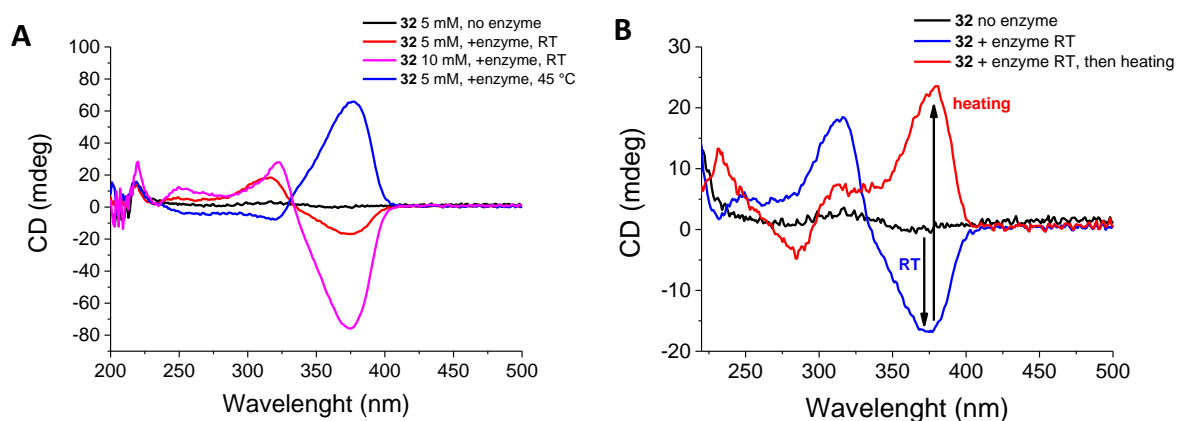 A
32 5 mM, no enzyme
32 5 mM, +enzyme, RT
32 10 mM, +enzyme, RT
32 5 mM, +enzyme, 45 °C
100
80
60
40
20
0
-20
-40
-60
-80
CD (mdeg)
200 250 300 350 400 450 500
Wavelenght (nm)
B
32 no enzyme
32 + enzyme RT
32 + enzyme RT, then heating
30
20
10
0
-10
-20
CD (mdeg)
heating
RT
250 300 350 400 450 500
Wavelenght (nm)